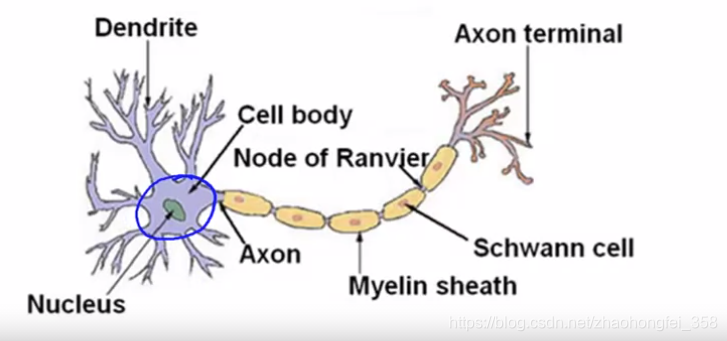 Dendrite
Axon terminal
Cell body
Node of Ranvier
Axon
Schwann cell
Myelin sheath
Nucleus
https://blog.csdn.net/zhaohongfei_358